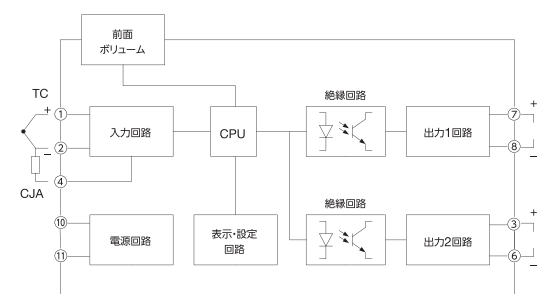 前面
ボリューム
TC
+
①
②
−
④
CJA
入力回路
CPU
絶縁回路
出力1回路
⑦
+
⑧
−
⑩
⑪
電源回路
表示・設定
回路
絶縁回路
出力2回路
③
+
⑥
−